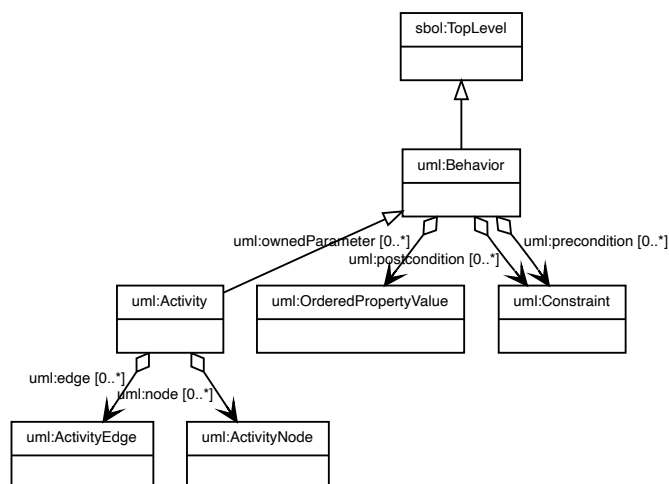 sbol:TopLevel
uml:Behavior
uml:ownedParameter [0..*]
uml:precondition [0..*]
uml:postcondition [0..*]
uml:Activity
uml:OrderedPropertyValue
uml:Constraint
uml:edge [0..*]
uml:node [0..*]
uml:ActivityEdge
uml:ActivityNode